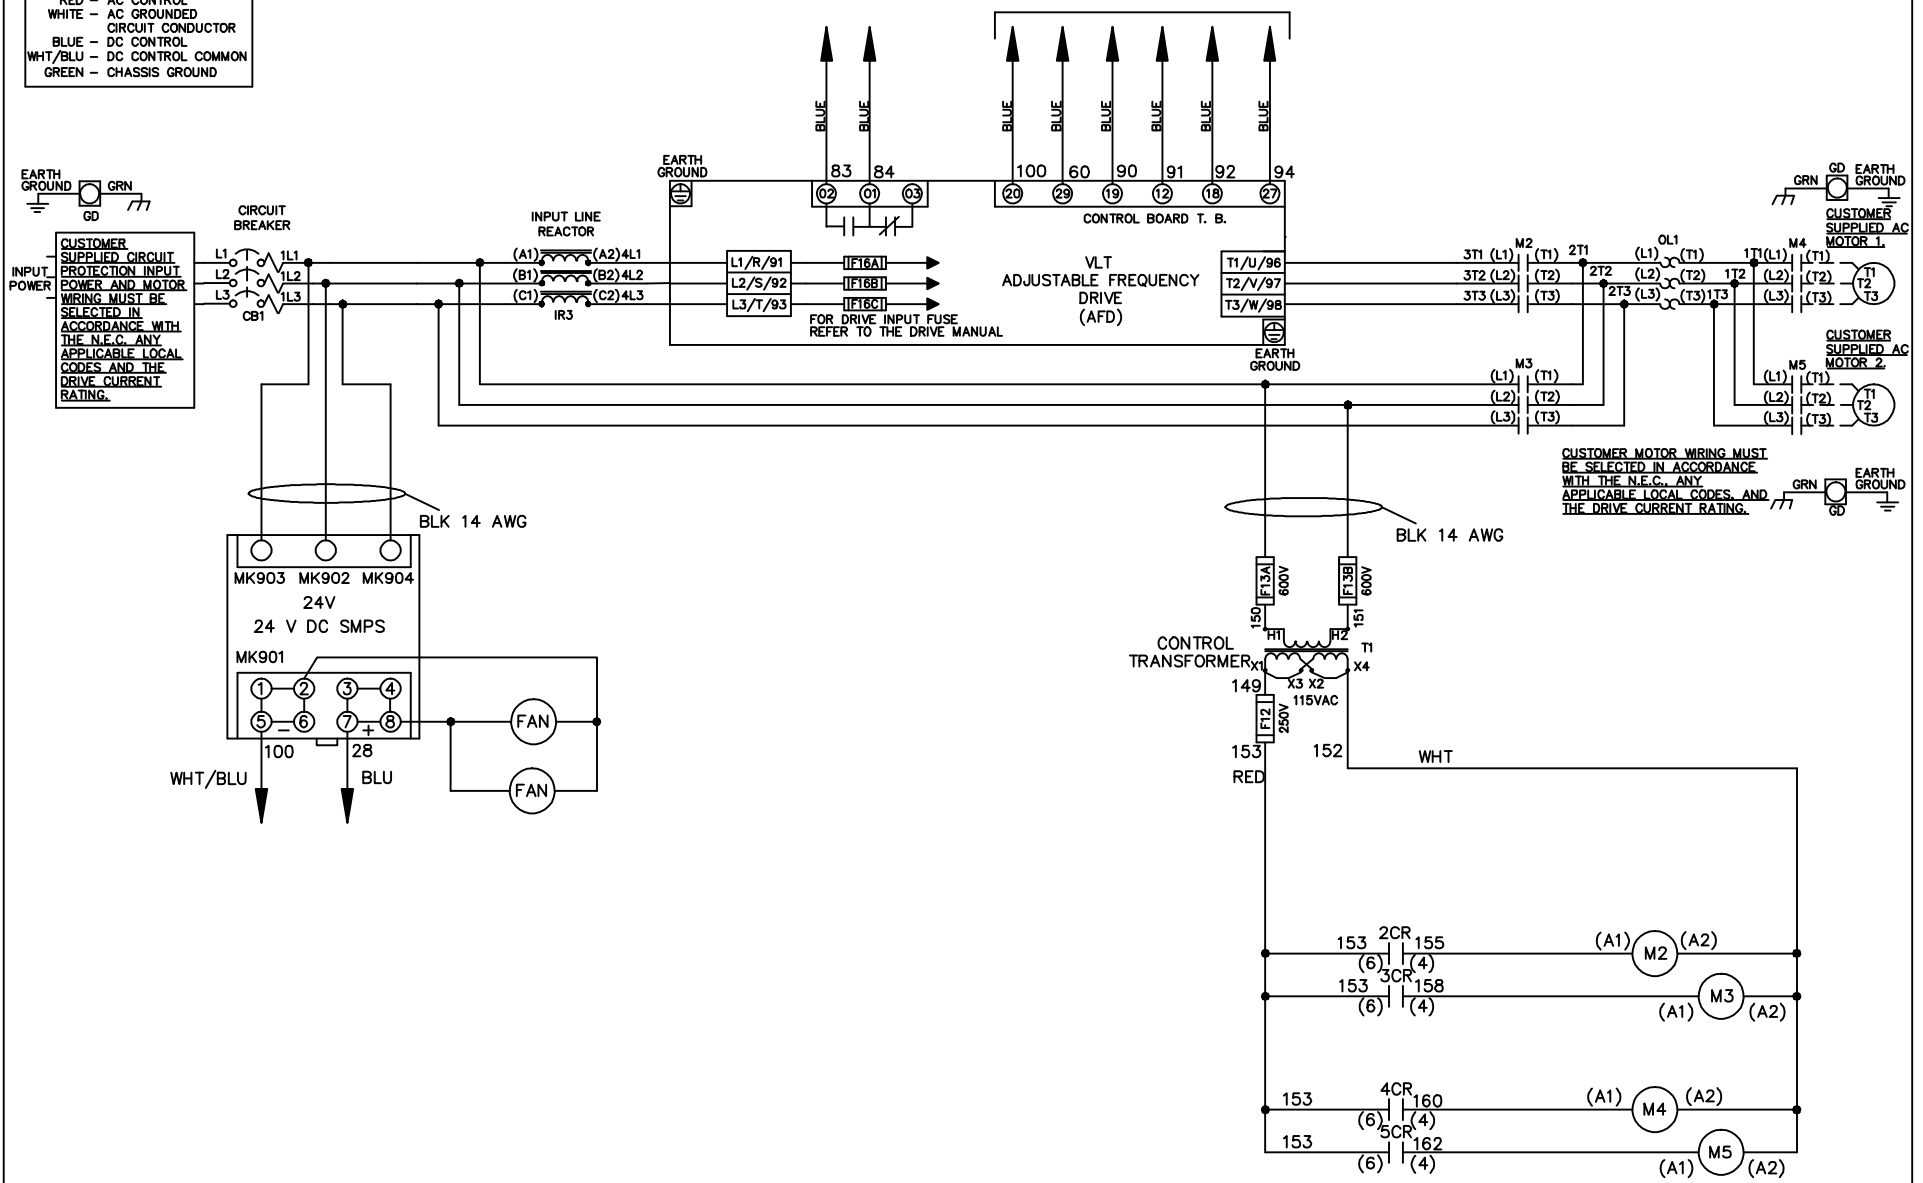 RED - AC CONTROL
WHITE - AC GROUNDED
CIRCUIT CONDUCTOR
BLUE - DC CONTROL
WHT/BLU - DC CONTROL COMMON
GREEN - CHASSIS GROUND
BLUE BLUE BLUE BLUE BLUE BLUE BLUE BLUE
EARTH
GROUND
GRN
GD
EARTH
GROUND
83 84 100 60 90 91 92 94
02 01 03 20 29 19 12 18 27
CONTROL BOARD T. B.
GD EARTH
GRN GROUND
CUSTOMER
SUPPLIED AC
MOTOR 1.
CUSTOMER
SUPPLIED CIRCUIT
PROTECTION INPUT
POWER AND MOTOR
WIRING MUST BE
SELECTED IN
ACCORDANCE WITH
THE N.E.C. ANY
APPLICABLE LOCAL
CODES AND THE
DRIVE CURRENT
RATING.
INPUT
POWER
CIRCUIT
BREAKER
L1 1L1
L2 1L2
L3 1L3
CB1
INPUT LINE
REACTOR
(A1) (A2) 4L1
(B1) (B2) 4L2
(C1) (C2) 4L3
IR3
L1/R/91 F16A
L2/S/92 F16B
L3/T/93 F16C
FOR DRIVE INPUT FUSE
REFER TO THE DRIVE MANUAL
VLT
ADJUSTABLE FREQUENCY
DRIVE
(AFD)
T1/U/96
T2/V/97
T3/W/98
EARTH
GROUND
M2 OL1 M4
3T1 (L1) (T1) 2T1 (L1) (T1) 1T1 (L1) (T1)
3T2 (L2) (T2) 2T2 (L2) (T2) 1T2 (L2) (T2)
3T3 (L3) (T3) 2T3 (L3) (T3) 1T3 (L3) (T3)
T1
T2
T3
CUSTOMER
SUPPLIED AC
MOTOR 2.
M3 M5
(L1) (T1) (L1) (T1)
(L2) (T2) (L2) (T2)
(L3) (T3) (L3) (T3)
T1
T2
T3
CUSTOMER MOTOR WIRING MUST
BE SELECTED IN ACCORDANCE
WITH THE N.E.C., ANY
APPLICABLE LOCAL CODES, AND
THE DRIVE CURRENT RATING.
EARTH
GRN GROUND
GD
BLK 14 AWG
BLK 14 AWG
MK903 MK902 MK904
24V
24 V DC SMPS
MK901
1 2 3 4
5 6 7 8
- +
100 28
WHT/BLU BLU
FAN
FAN
F13A 600V F13B 600V
150 151
H1 H2
CONTROL
TRANSFORMER
T1
X1 X4
X3 X2
149 115VAC
F12 250V
153 152 WHT
RED
2CR
153 155 (A1) M2 (A2)
(6) (4)
3CR
153 158 M3
(6) (4) (A1) (A2)
4CR
153 160 (A1) M4 (A2)
(6) (4)
5CR
153 162 M5
(6) (4) (A1) (A2)